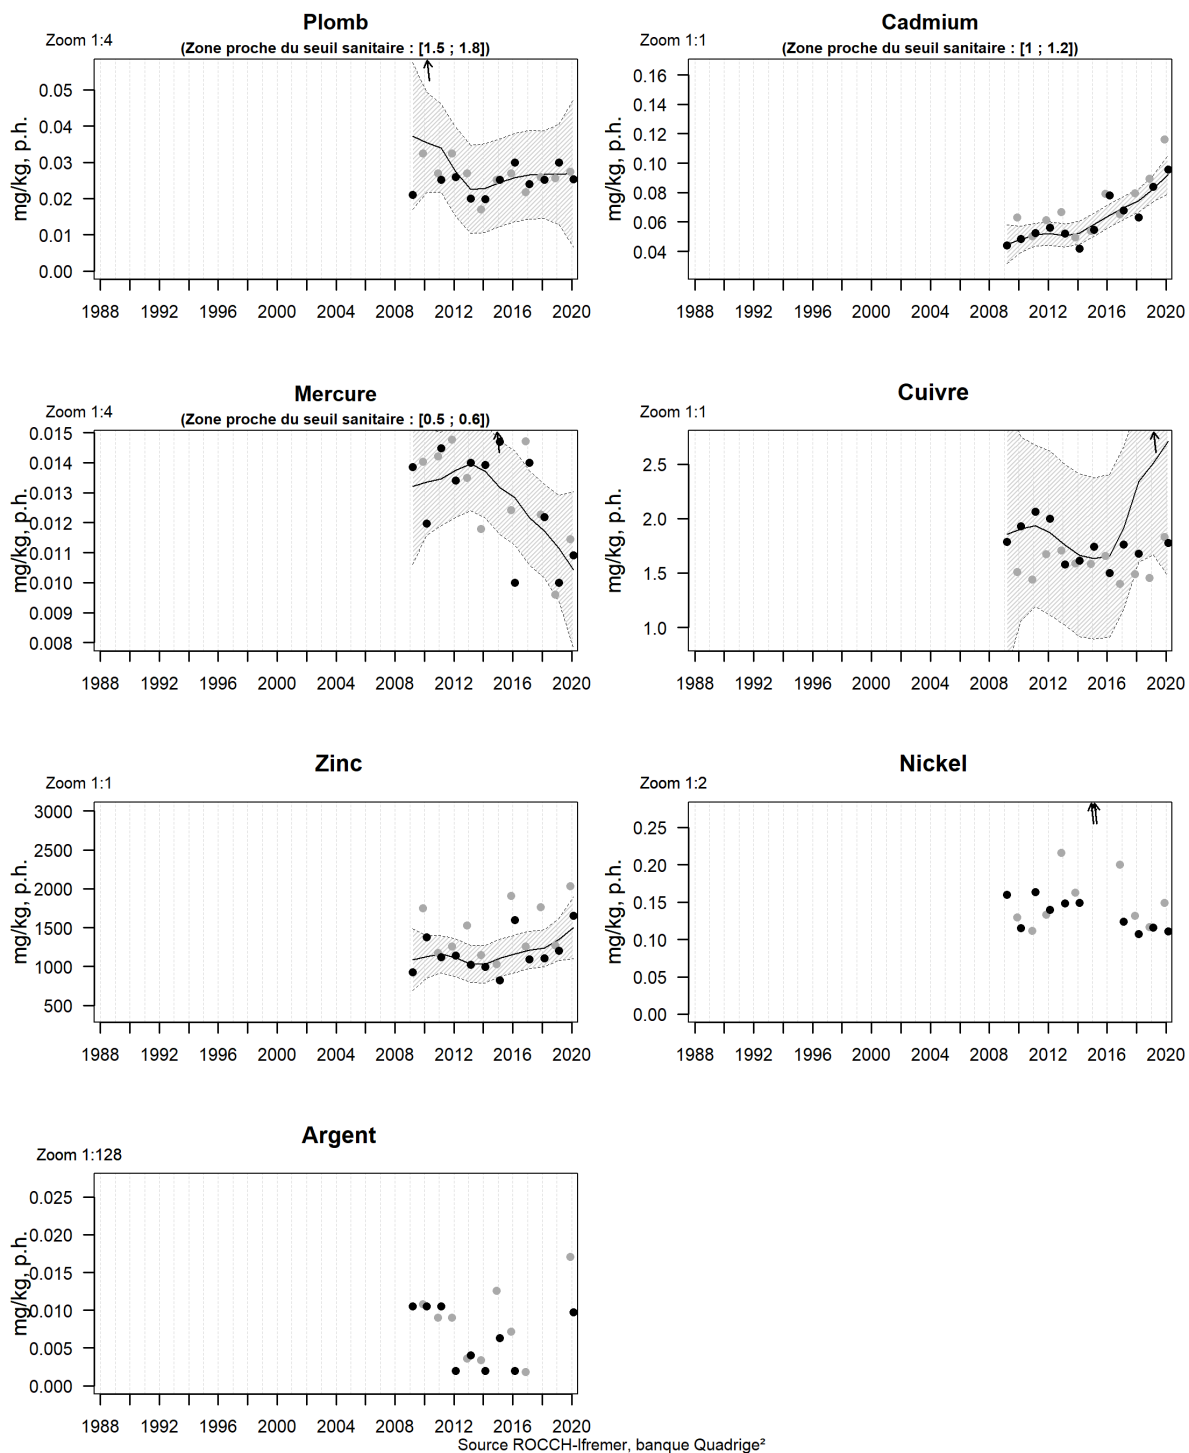 Plomb
Zoom 1:4
(Zone proche du seuil sanitaire : [1.5 ; 1.8])
mg/kg, p.h.
0.05
0.04
0.03
0.02
0.01
0.00
1988 1992 1996 2000 2004 2008 2012 2016 2020
Cadmium
Zoom 1:1
(Zone proche du seuil sanitaire : [1 ; 1.2])
mg/kg, p.h.
0.16
0.14
0.12
0.10
0.08
0.06
0.04
1988 1992 1996 2000 2004 2008 2012 2016 2020
Mercure
Zoom 1:4
(Zone proche du seuil sanitaire : [0.5 ; 0.6])
mg/kg, p.h.
0.015
0.014
0.013
0.012
0.011
0.010
0.009
0.008
1988 1992 1996 2000 2004 2008 2012 2016 2020
Cuivre
Zoom 1:1
mg/kg, p.h.
2.5
2.0
1.5
1.0
1988 1992 1996 2000 2004 2008 2012 2016 2020
Zinc
Zoom 1:1
mg/kg, p.h.
3000
2500
2000
1500
1000
500
1988 1992 1996 2000 2004 2008 2012 2016 2020
Nickel
Zoom 1:2
mg/kg, p.h.
0.25
0.20
0.15
0.10
0.05
0.00
1988 1992 1996 2000 2004 2008 2012 2016 2020
Argent
Zoom 1:128
mg/kg, p.h.
0.025
0.020
0.015
0.010
0.005
0.000
1988 1992 1996 2000 2004 2008 2012 2016 2020
Source ROCCH-Ifremer, banque Quadrige²